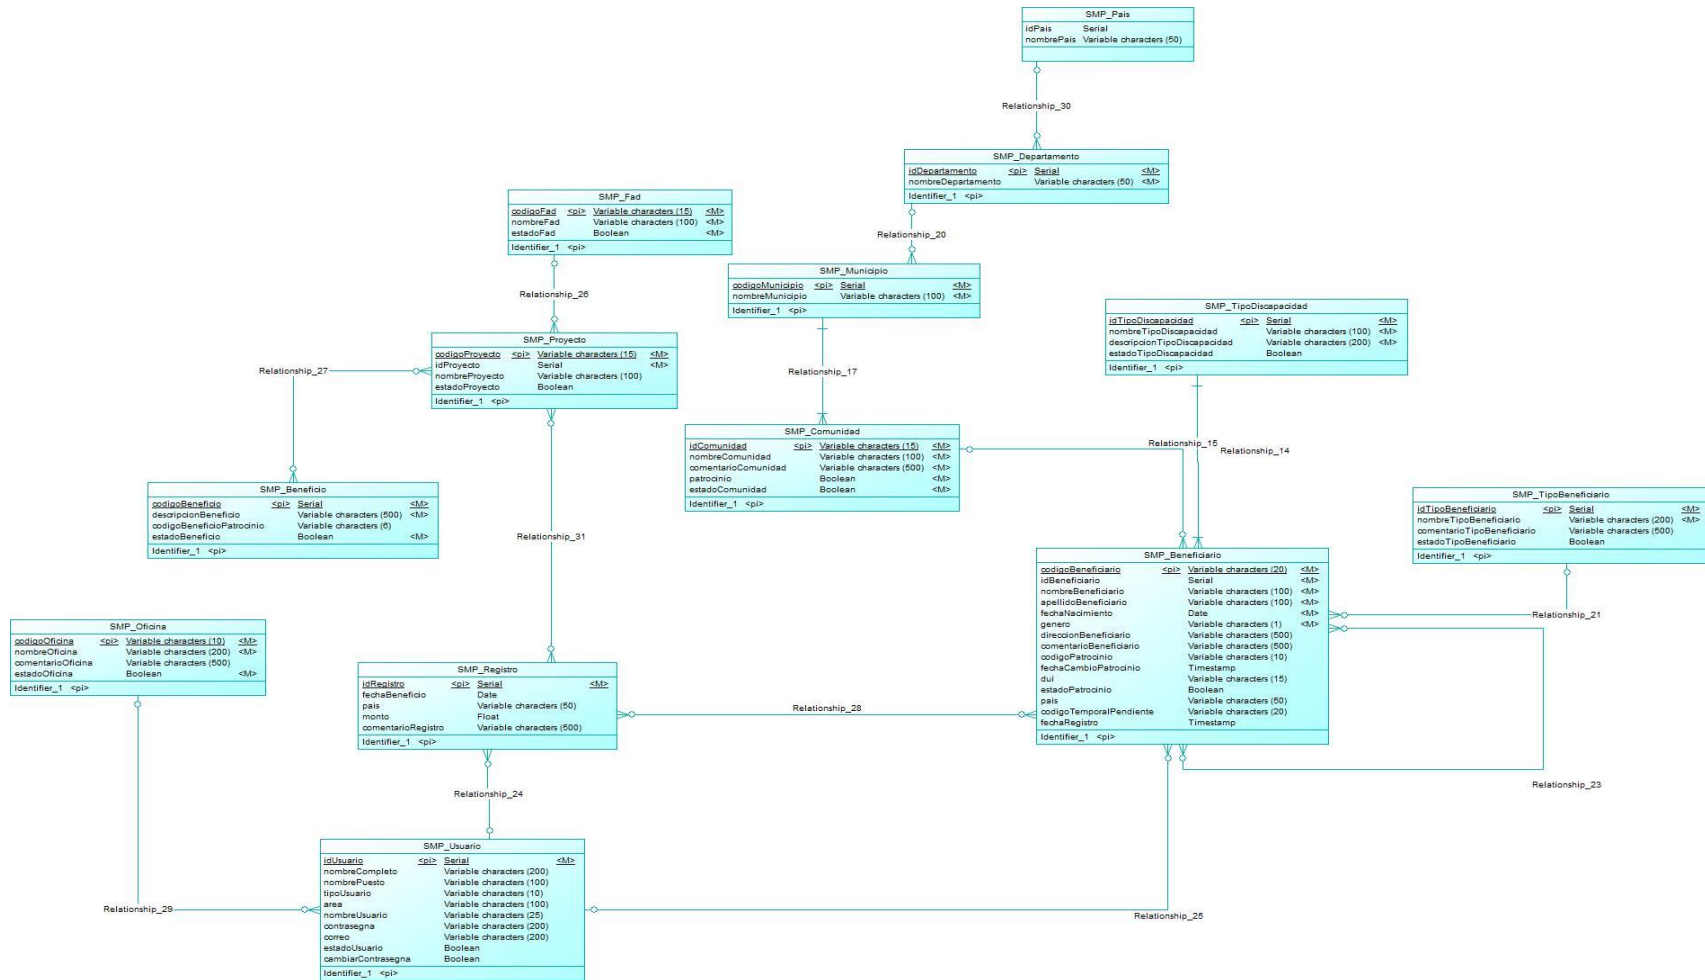 SMP_Pais
idPais Serial
nombrePais Variable characters (50)
Relationship_30
SMP_Departamento
idDepartamento <pi> Serial <M>
nombreDepartamento Variable characters (50) <M>
Identifier_1 <pi>
SMP_Fad
codigoFad <pi> Variable characters (15) <M>
nombreFad Variable characters (100) <M>
estadoFad Boolean <M>
Identifier_1 <pi>
Relationship_20
SMP_Municipio
codigoMunicipio <pi> Serial <M>
nombreMunicipio Variable characters (100) <M>
Identifier_1 <pi>
Relationship_26
SMP_TipoDiscapacidad
idTipoDiscapacidad <pi> Serial <M>
nombreTipoDiscapacidad Variable characters (100) <M>
descripcionTipoDiscapacidad Variable characters (200) <M>
estadoTipoDiscapacidad Boolean
Identifier_1 <pi>
SMP_Proyecto
codigoProyecto <pi> Variable characters (15) <M>
idProyecto Serial <M>
nombreProyecto Variable characters (100)
estadoProyecto Boolean
Identifier_1 <pi>
Relationship_27
Relationship_17
SMP_Comunidad
idComunidad <pi> Variable characters (15) <M>
nombreComunidad Variable characters (100) <M>
comentarioComunidad Variable characters (500) <M>
patrocinio Boolean <M>
estadoComunidad Boolean <M>
Identifier_1 <pi>
Relationship_15
Relationship_14
SMP_Beneficio
codigoBeneficio <pi> Serial <M>
descripcionBeneficio Variable characters (500) <M>
codigoBeneficioPatrocinio Variable characters (6)
estadoBeneficio Boolean <M>
Identifier_1 <pi>
SMP_TipoBeneficiario
idTipoBeneficiario <pi> Serial <M>
nombreTipoBeneficiario Variable characters (200) <M>
comentarioTipoBeneficiario Variable characters (500)
estadoTipoBeneficiario Boolean
Identifier_1 <pi>
Relationship_31
SMP_Beneficiario
codigoBeneficiario <pi> Variable characters (20) <M>
idBeneficiario Serial <M>
nombreBeneficiario Variable characters (100) <M>
apellidoBeneficiario Variable characters (100) <M>
fechaNacimiento Date <M>
genero Variable characters (1) <M>
direccionBeneficiario Variable characters (500)
comentarioBeneficiario Variable characters (500)
codigoPatrocinio Variable characters (10)
fechaCambioPatrocinio Timestamp
dui Variable characters (15)
estadoPatrocinio Boolean
pais Variable characters (50)
codigoTemporalPendiente Variable characters (20)
fechaRegistro Timestamp
Identifier_1 <pi>
Relationship_21
SMP_Oficina
codigoOficina <pi> Variable characters (10) <M>
nombreOficina Variable characters (200) <M>
comentarioOficina Variable characters (500)
estadoOficina Boolean <M>
Identifier_1 <pi>
SMP_Registro
idRegistro <pi> Serial <M>
fechaBeneficio Date
pais Variable characters (50)
monto Float
comentarioRegistro Variable characters (500)
Identifier_1 <pi>
Relationship_28
Relationship_23
Relationship_24
SMP_Usuario
idUsuario <pi> Serial <M>
nombreCompleto Variable characters (200)
nombrePuesto Variable characters (100)
tipoUsuario Variable characters (10)
area Variable characters (100)
nombreUsuario Variable characters (25)
contrasegna Variable characters (200)
correo Variable characters (200)
estadoUsuario Boolean
cambiarContrasegna Boolean
Identifier_1 <pi>
Relationship_29
Relationship_25